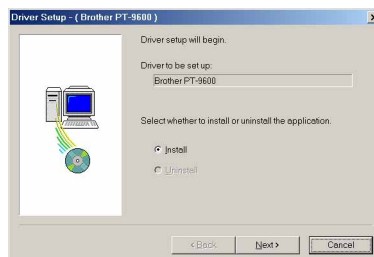 Driver Setup - ( Brother PT-9600 )
Driver setup will begin.
Driver to be set up:
Brother PT-9600
Select whether to install or uninstall the application.
Install
Uninstall
< Back
Next >
Cancel